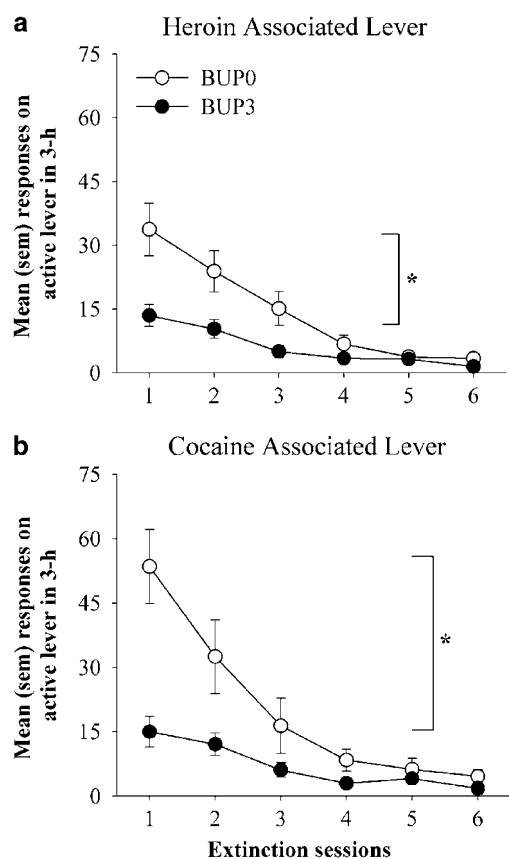 a
Heroin Associated Lever
Mean (sem) responses on
active lever in 3-h
75
60
45
30
15
0
BUP0
BUP3
*
1 2 3 4 5 6
b
Cocaine Associated Lever
Mean (sem) responses on
active lever in 3-h
75
60
45
30
15
0
*
1 2 3 4 5 6
Extinction sessions